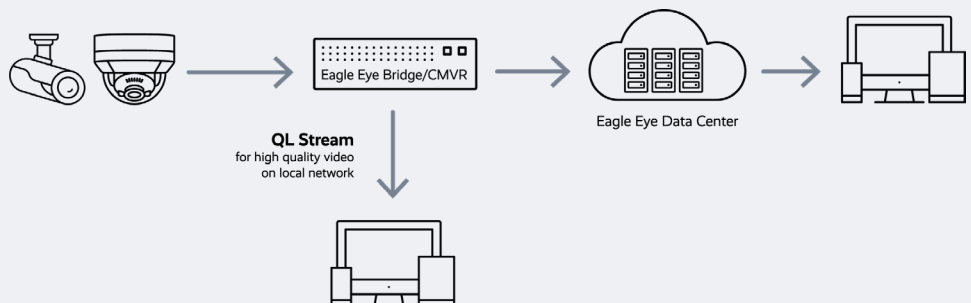 Eagle Eye Bridge/CMVR
Eagle Eye Data Center
QL Stream
for high quality video
on local network